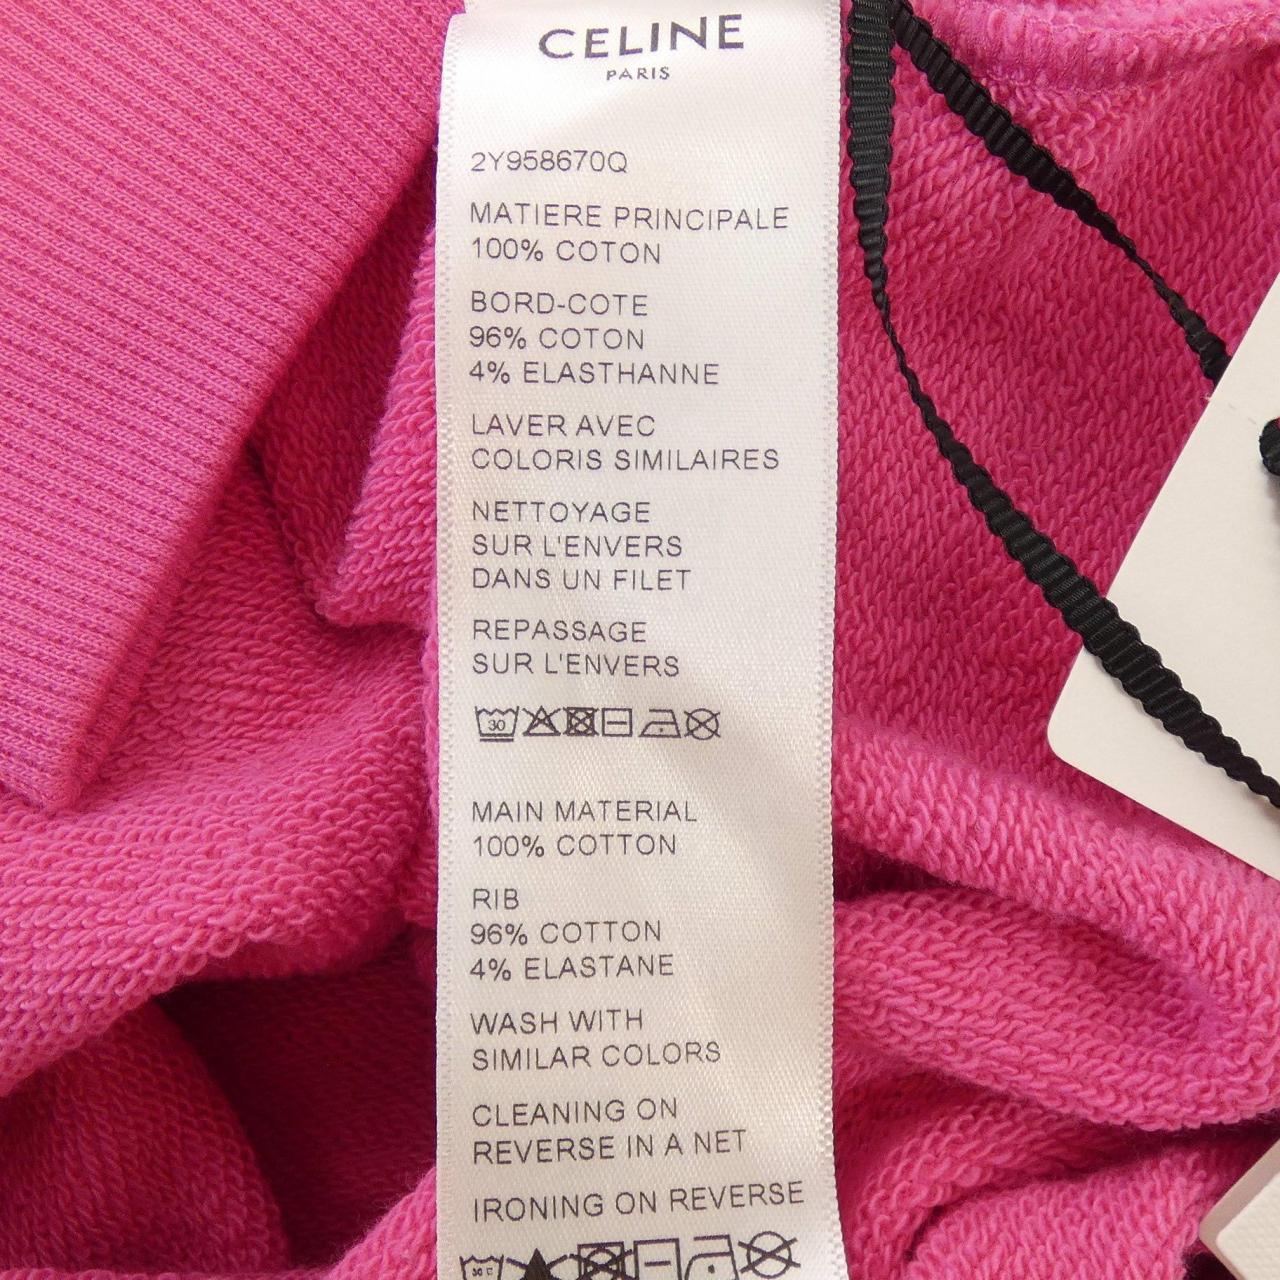 CELINE
PARIS
2Y958670Q
MATIERE PRINCIPALE
100% COTON
BORD-COTE
96% COTON
4% ELASTHANNE
LAVER AVEC
COLORIS SIMILAIRES
NETTOYAGE
SUR L'ENVERS
DANS UN FILET
REPASSAGE
SUR L'ENVERS
30
MAIN MATERIAL
100% COTTON
RIB
96% COTTON
4% ELASTANE
WASH WITH
SIMILAR COLORS
CLEANING ON
REVERSE IN A NET
IRONING ON REVERSE